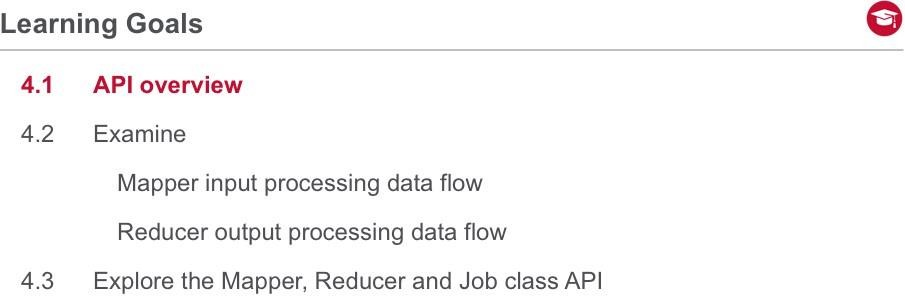 Learning Goals
4.1 API overview
4.2 Examine
Mapper input processing data flow
Reducer output processing data flow
4.3 Explore the Mapper, Reducer and Job class API